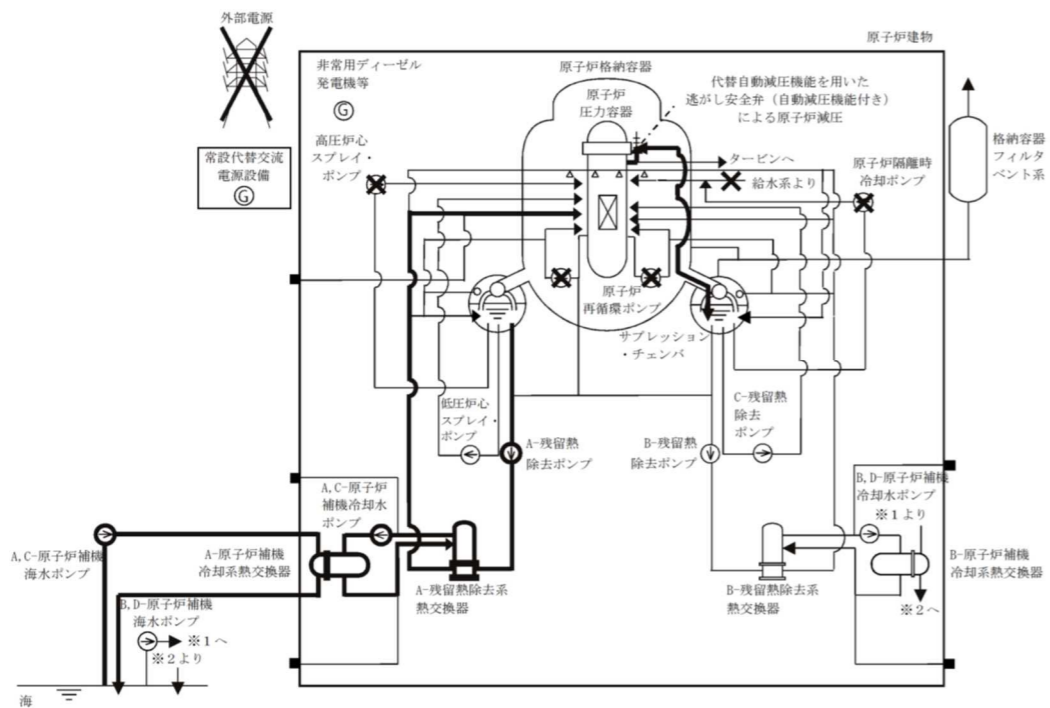 外部電源
原子炉建物
非常用ディーゼル
発電機等
G
原子炉格納容器
原子炉
圧力容器
代替自動減圧機能を用いた
逃がし安全弁（自動減圧機能付き）
による原子炉減圧
常設代替交流
電源設備
G
高圧炉心
スプレイ・
ポンプ
タービンへ
給水系より
原子炉隔離時
冷却ポンプ
格納容器
フィルタ
ベント系
原子炉
再循環ポンプ
サプレッション
・チェンバ
低圧炉心
スプレイ・
ポンプ
A-残留熱
除去ポンプ
B-残留熱
除去ポンプ
C-残留熱
除去
ポンプ
A,C-原子炉
補機冷却水
ポンプ
B,D-原子炉補機
冷却水ポンプ
※1より
A,C-原子炉補機
海水ポンプ
A-原子炉補機
冷却系熱交換器
A-残留熱除去系
熱交換器
B-残留熱除去系
熱交換器
B-原子炉補機
冷却系熱交換器
※2へ
B,D-原子炉補機
海水ポンプ
※1へ
※2より
海